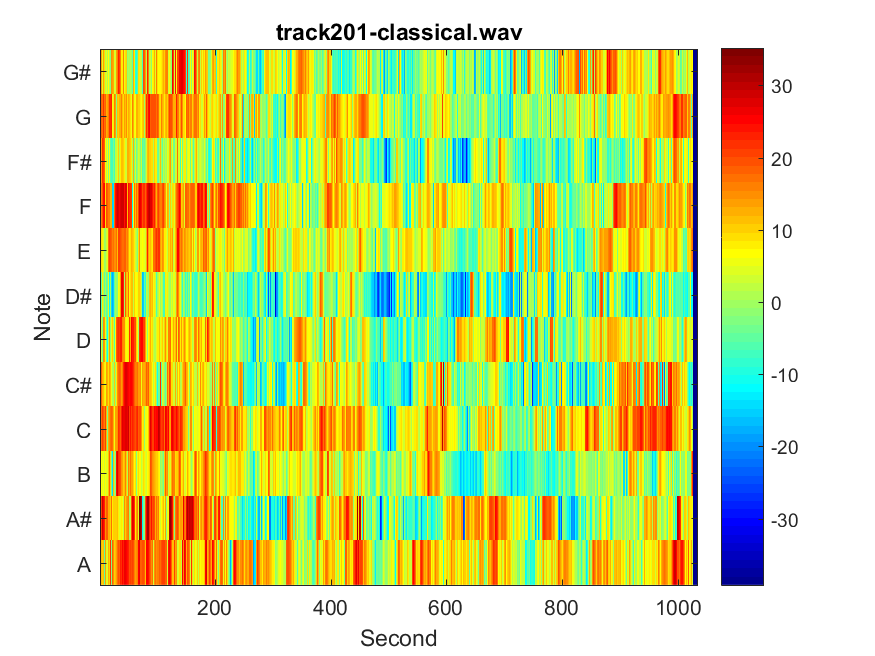 track201-classical.wav
G#
G
F#
F
E
D#
D
C#
C
B
A#
A
Note
200
400
600
800
1000
Second
30
20
10
0
-10
-20
-30